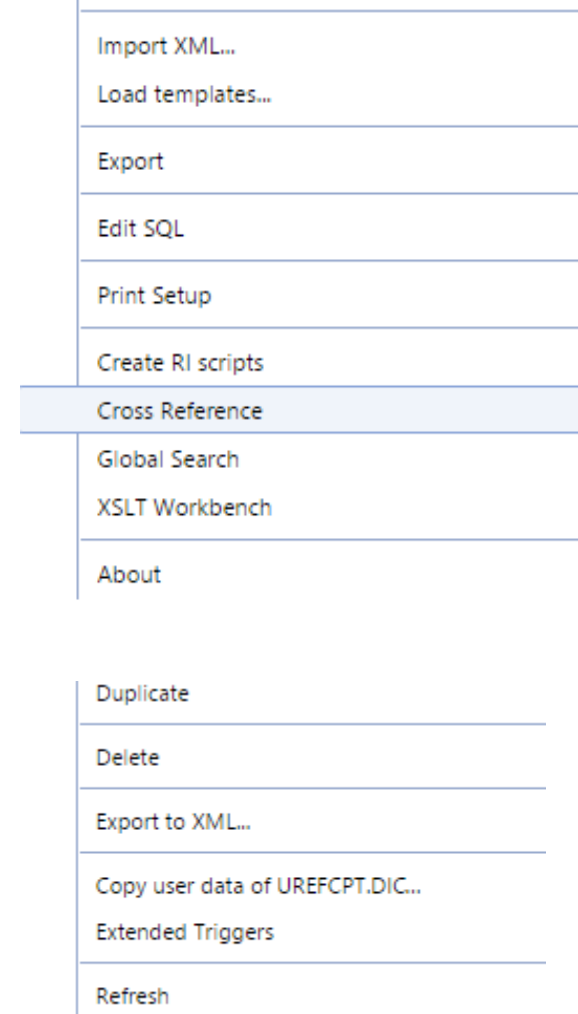 Import XML...
Load templates...
Export
Edit SQL
Print Setup
Create RI scripts
Cross Reference
Global Search
XSLT Workbench
About
Duplicate
Delete
Export to XML...
Copy user data of UREFCPT.DIC...
Extended Triggers
Refresh